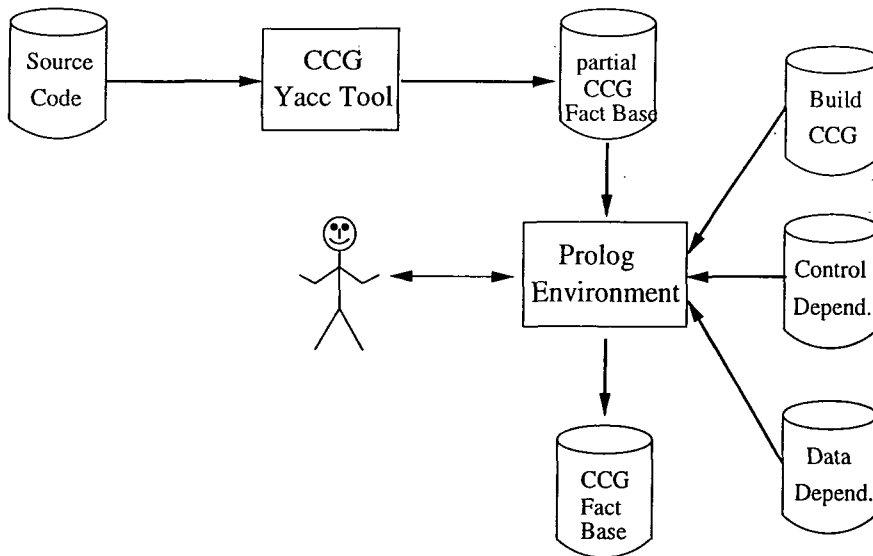 Source
Code
CCG
Yacc Tool
partial
CCG
Fact Base
Build
CCG
Prolog
Environment
Control
Depend.
CCG
Fact
Base
Data
Depend.